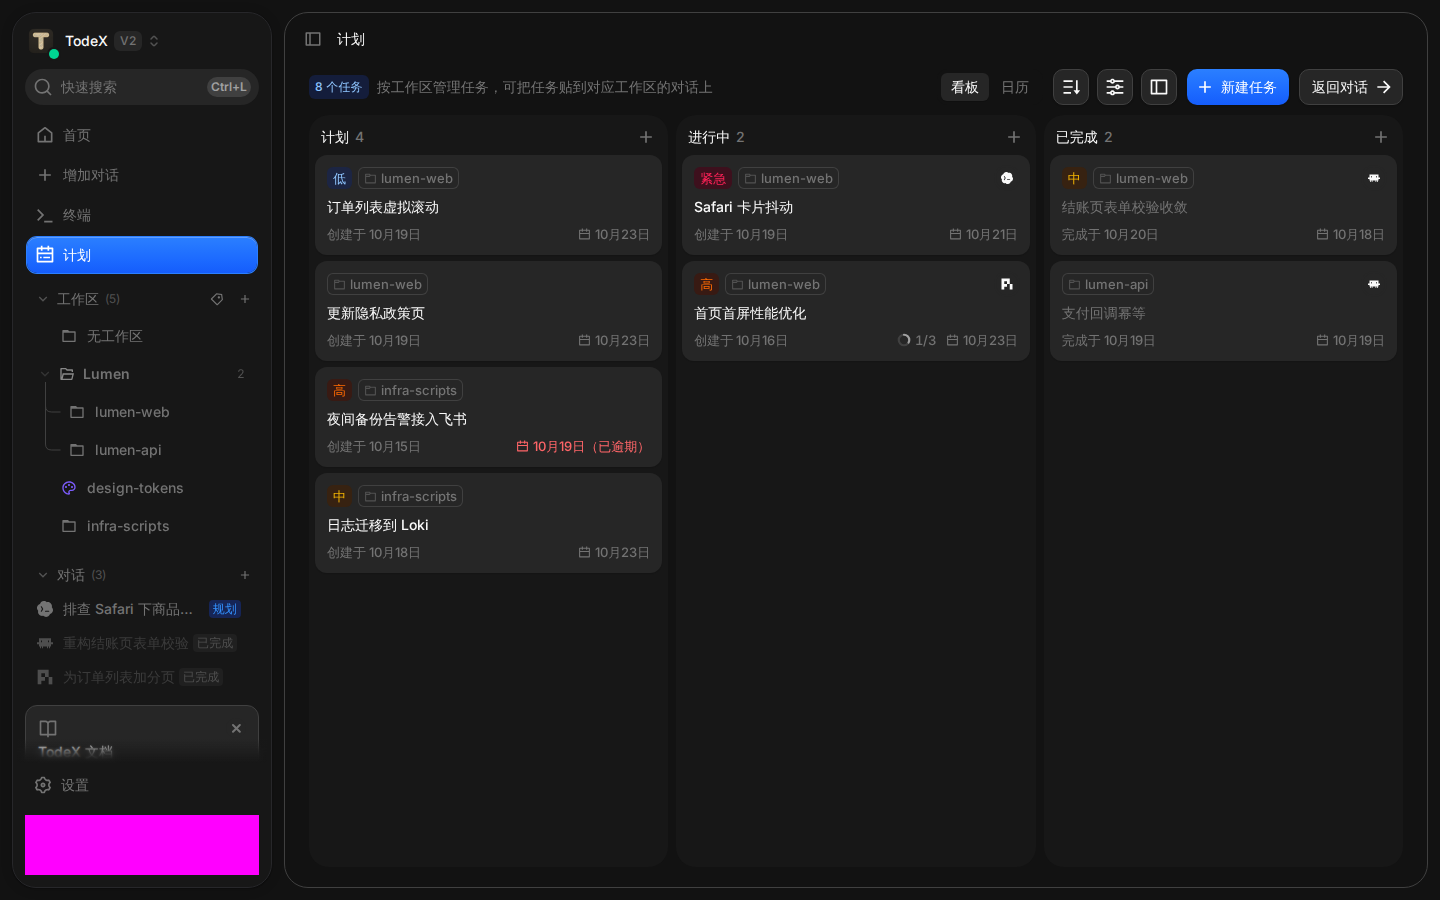 TodeX V2
快速搜索 Ctrl+L
首页
增加对话
终端
计划
工作区 (5)
无工作区
Lumen 2
lumen-web
lumen-api
design-tokens
infra-scripts
对话 (3)
排查 Safari 下商品... 规划
重构结账页表单校验 已完成
为订单列表加分页 已完成
TodeX 文档
设置
计划
8 个任务 按工作区管理任务，可把任务贴到对应工作区的对话上
看板 日历
新建任务
返回对话
计划 4
低 lumen-web
订单列表虚拟滚动
创建于 10月19日 10月23日
lumen-web
更新隐私政策页
创建于 10月19日 10月23日
高 infra-scripts
夜间备份告警接入飞书
创建于 10月15日 10月19日（已逾期）
中 infra-scripts
日志迁移到 Loki
创建于 10月18日 10月23日
进行中 2
紧急 lumen-web
Safari 卡片抖动
创建于 10月19日 10月21日
高 lumen-web
首页首屏性能优化
创建于 10月16日 1/3 10月23日
已完成 2
中 lumen-web
结账页表单校验收敛
完成于 10月20日 10月18日
lumen-api
支付回调幂等
完成于 10月19日 10月19日